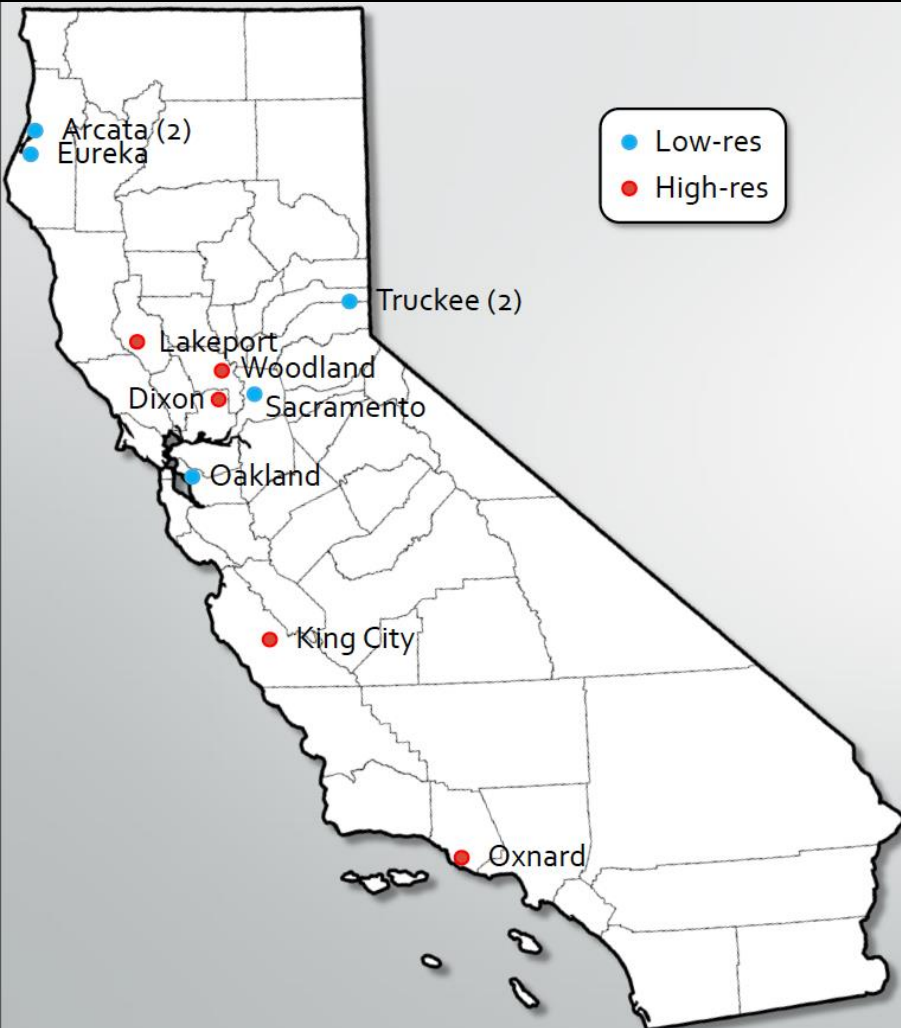 Arcata (2)
Eureka
Low-res
High-res
Truckee (2)
Lakeport
Woodland
Dixon
Sacramento
Oakland
King City
Oxnard